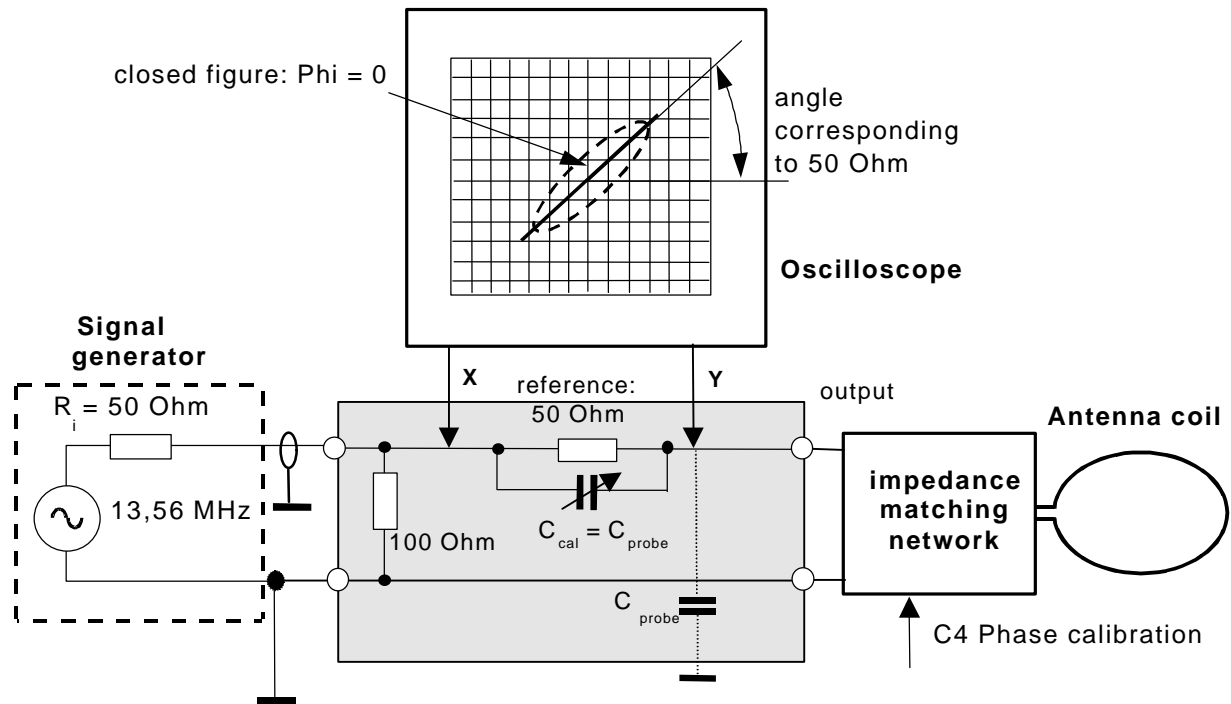 closed figure: Phi = 0
angle
corresponding
to 50 Ohm
Oscilloscope
Signal
generator
X
Y
reference:
50 Ohm
output
R i = 50 Ohm
Antenna coil
13,56 MHz
100 Ohm
C cal = C probe
impedance
matching
network
C probe
C4 Phase calibration